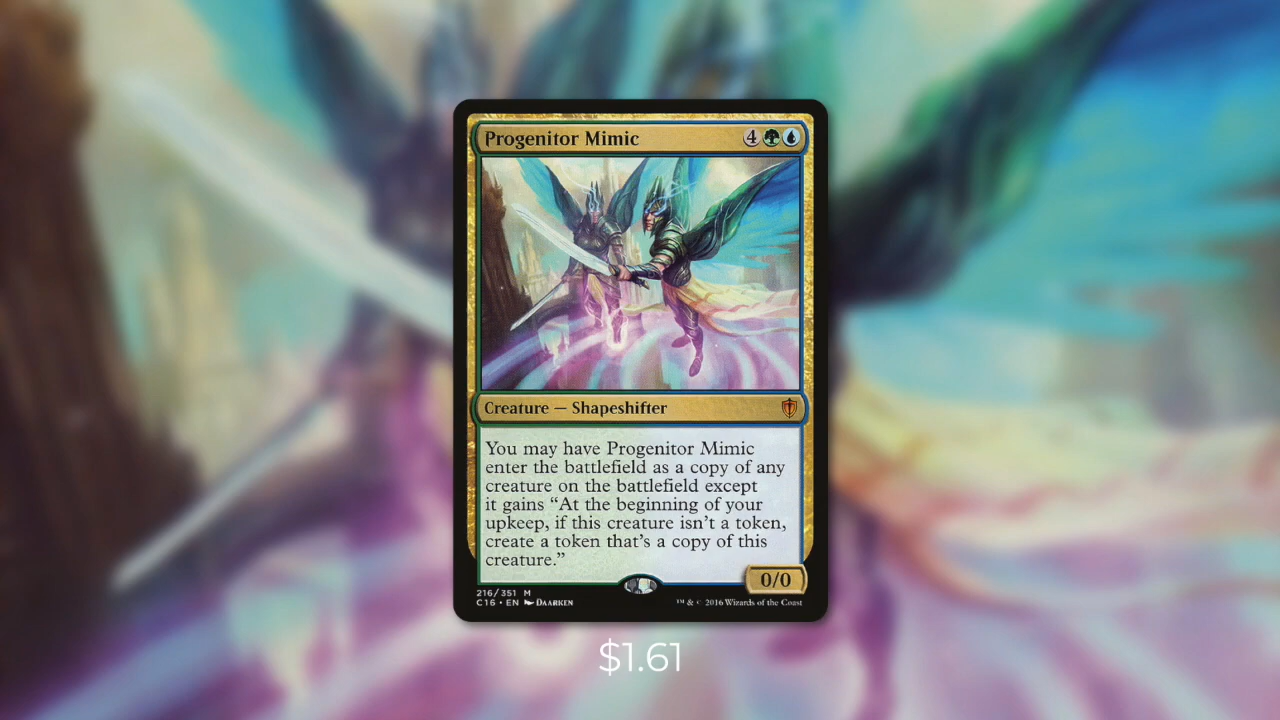 Progenitor Mimic 4
Creature — Shapeshifter
You may have Progenitor Mimic
enter the battlefield as a copy of any
creature on the battlefield except
it gains “At the beginning of your
upkeep, if this creature isn’t a token,
create a token that’s a copy of this
creature.”
0/0
216/351 M
C16 • EN Daarken
™ & © 2016 Wizards of the Coast
$1.61